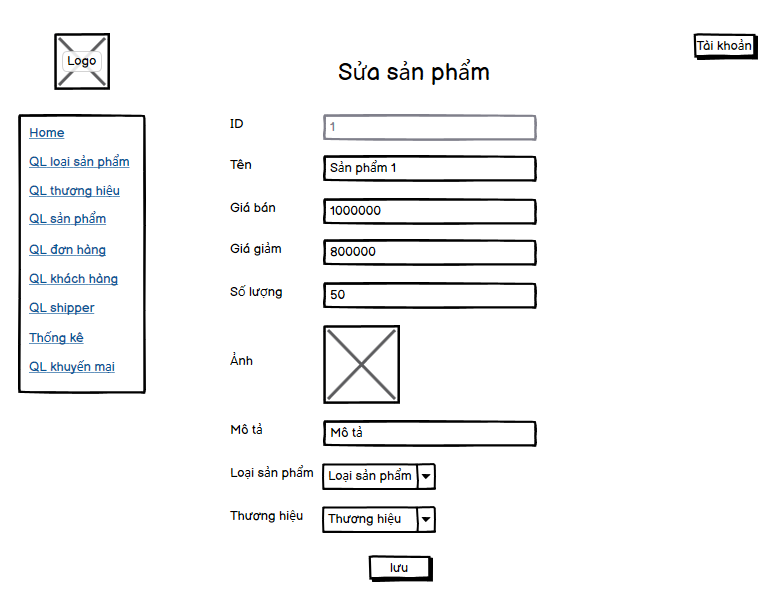 Logo
Tài khoản
Sửa sản phẩm
Home
QL loại sản phẩm
QL thương hiệu
QL sản phẩm
QL đơn hàng
QL khách hàng
QL shipper
Thống kê
QL khuyến mại
ID
1
Tên
Sản phẩm 1
Giá bán
1000000
Giá giảm
800000
Số lượng
50
Ảnh
Mô tả
Mô tả
Loại sản phẩm
Loại sản phẩm
Thương hiệu
Thương hiệu
lưu